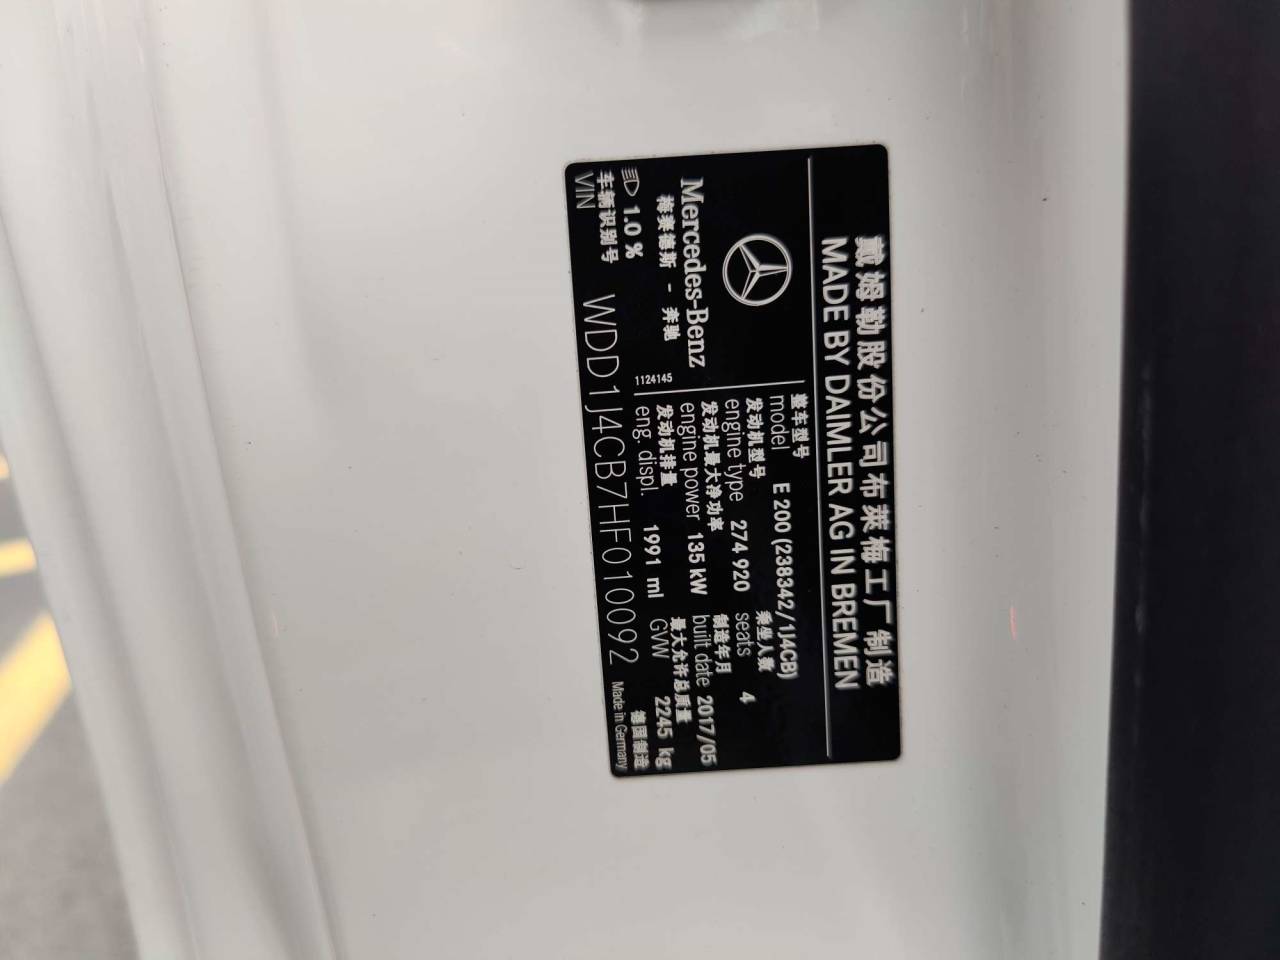 戴姆勒股份公司布莱梅工厂制造
MADE BY DAIMLER AG IN BREMEN
Mercedes-Benz
梅赛德斯 - 奔驰
1.0 %
1124145
整车型号
model E 200 (238342/1J4CB)
发动机型号 乘坐人数
engine type 274 920 seats 4
发动机最大净功率 制造年月
engine power 135 kW built date 2017/05
发动机排量 最大允许总质量
eng. displ. 1991 ml GVW 2245 kg
车辆识别号 德国制造
VIN WDD1J4CB7HF010092 Made in Germany